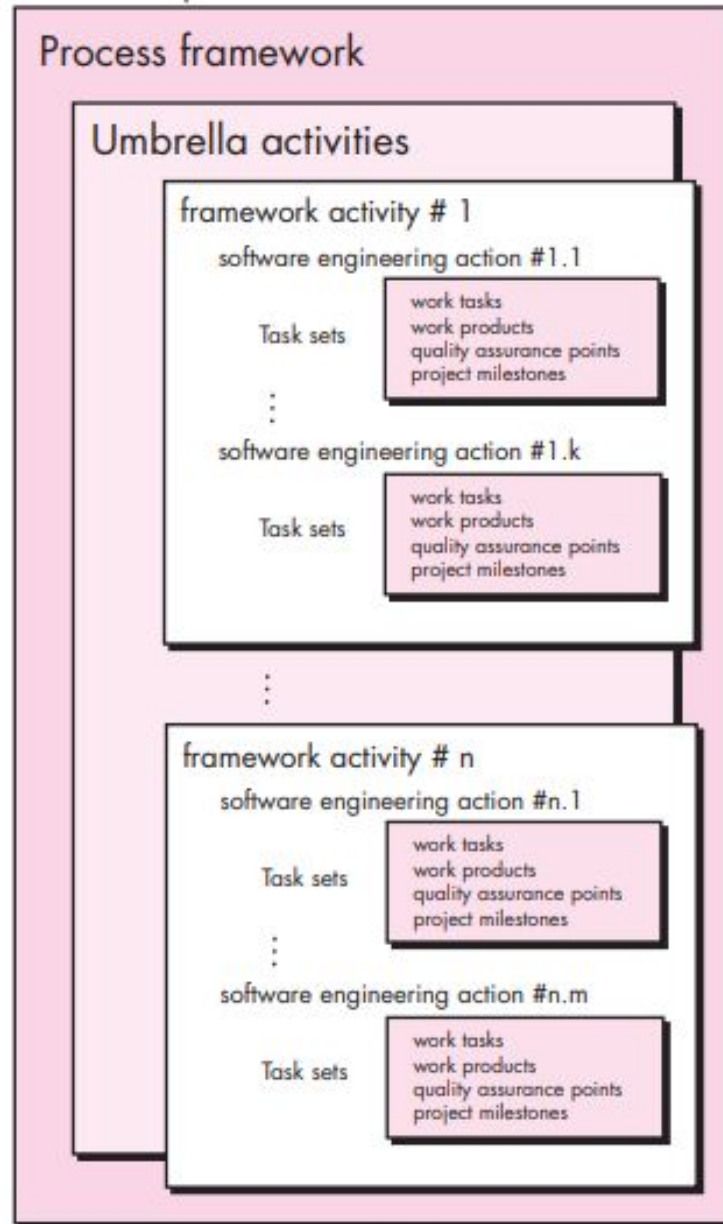 Process framework
Umbrella activities
framework activity # 1
software engineering action #1.1
Task sets
work tasks
work products
quality assurance points
project milestones
software engineering action #1.k
Task sets
work tasks
work products
quality assurance points
project milestones
framework activity # n
software engineering action #n.1
Task sets
work tasks
work products
quality assurance points
project milestones
software engineering action #n.m
Task sets
work tasks
work products
quality assurance points
project milestones